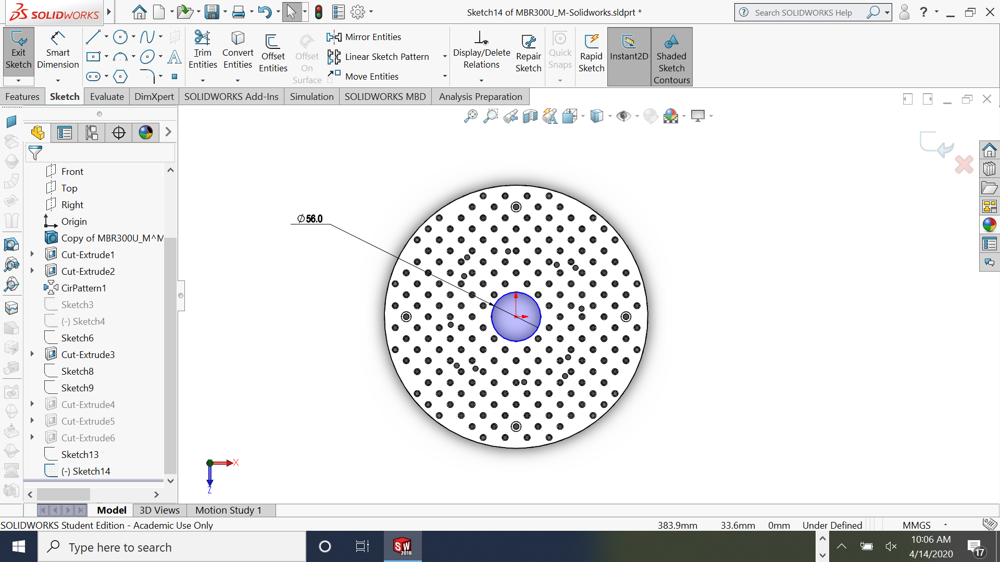 SOLIDWORKS
Sketch14 of MBR300U_M-Solidworks.sldprt *
Search SOLIDWORKS Help
?
Exit
Sketch
Smart
Dimension
Trim
Entities
Convert
Entities
Offset
Entities
Offset
On
Surface
Mirror Entities
Linear Sketch Pattern
Move Entities
Display/Delete
Relations
Repair
Sketch
Quick
Snaps
Rapid
Sketch
Instant2D
Shaded
Sketch
Contours
Features
Sketch
Evaluate
DimXpert
SOLIDWORKS Add-Ins
Simulation
SOLIDWORKS MBD
Analysis Preparation
Front
Top
Right
Origin
Copy of MBR300U_M^M
Cut-Extrude1
Cut-Extrude2
CirPattern1
Sketch3
(-) Sketch4
Sketch6
Cut-Extrude3
Sketch8
Sketch9
Cut-Extrude4
Cut-Extrude5
Cut-Extrude6
Sketch13
(-) Sketch14
∅56.0
X
Z
Model
3D Views
Motion Study 1
SOLIDWORKS Student Edition - Academic Use Only
383.9mm
33.6mm
0mm
Under Defined
MMGS
Type here to search
SW
2018
10:06 AM
4/14/2020
17